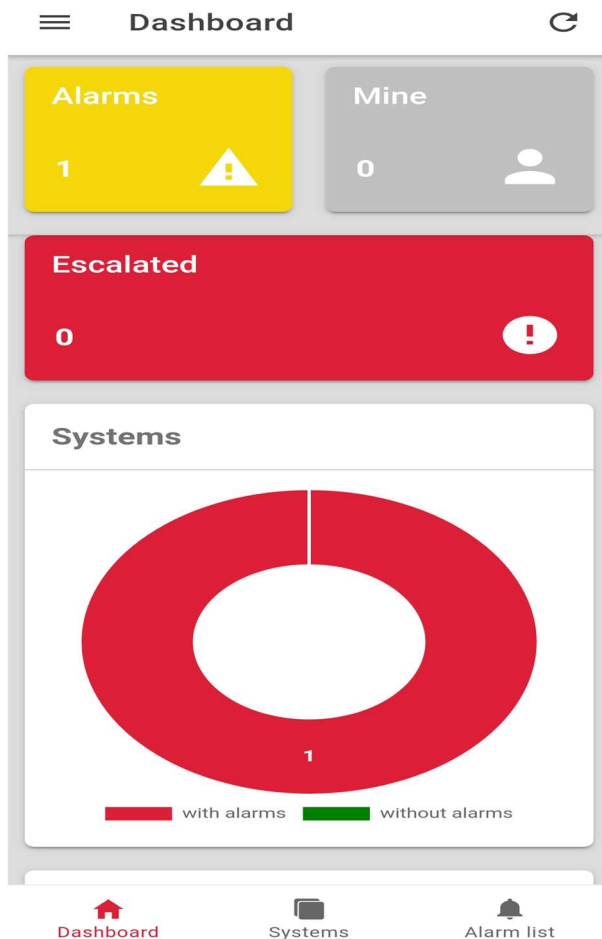 Dashboard
Alarms
1
Mine
0
Escalated
0
Systems
1
with alarms without alarms
Dashboard Systems Alarm list